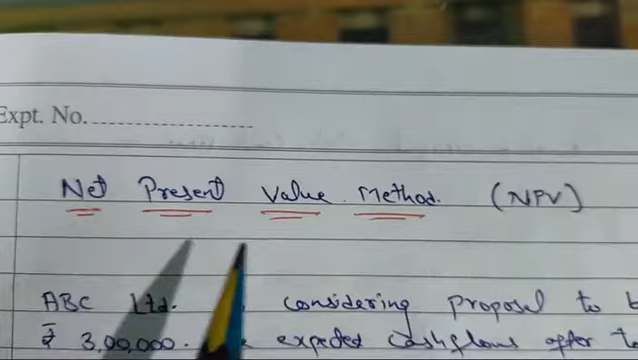 Expt. No.
Net Present Value Method. (NPV)
ABC Ltd. considering proposal to
₹ 3,00,000. expected cashflows after